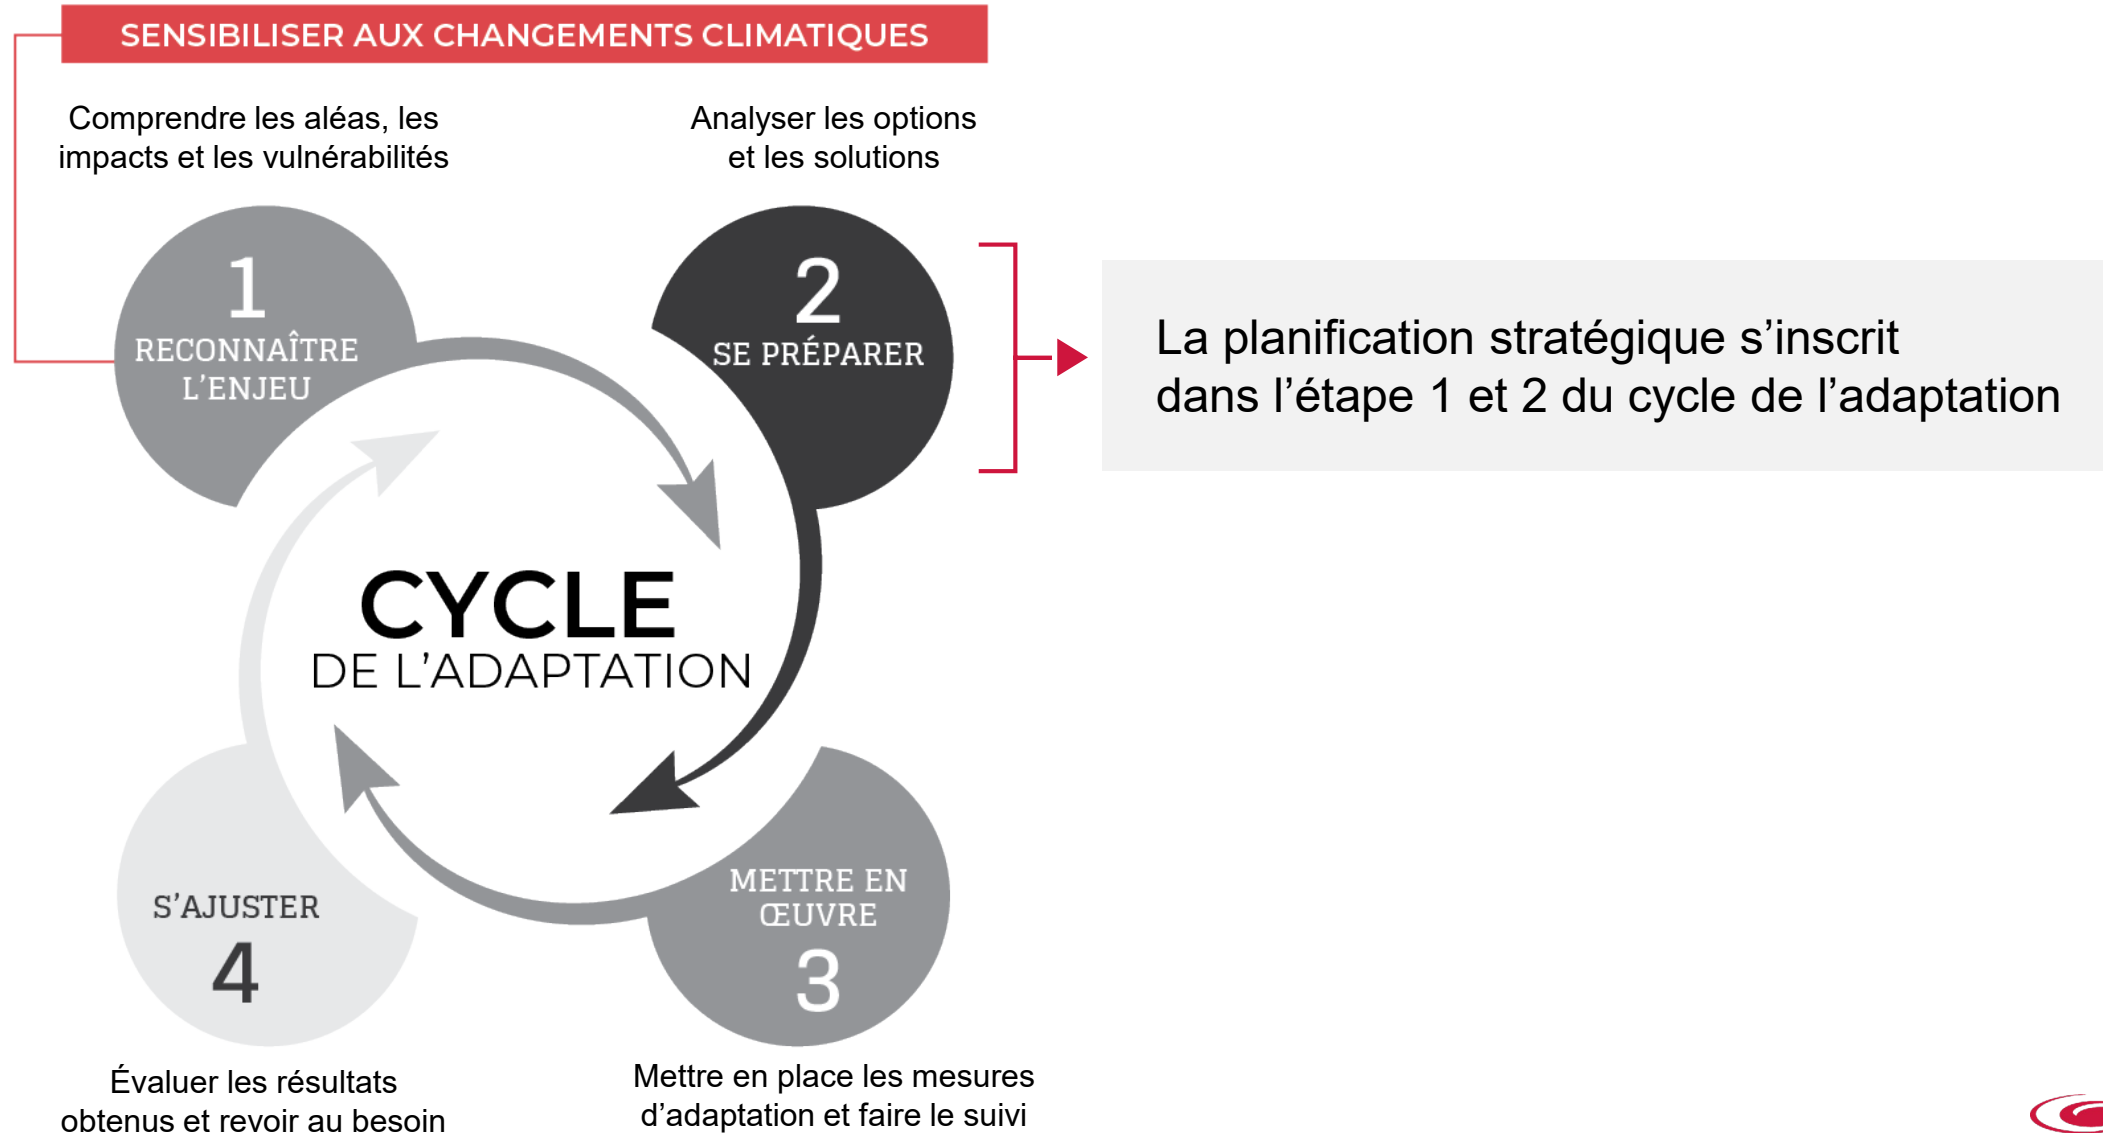 SENSIBILISER AUX CHANGEMENTS CLIMATIQUES
Comprendre les aléas, les
impacts et les vulnérabilités
Analyser les options
et les solutions
1
RECONNAÎTRE
L’ENJEU
2
SE PRÉPARER
La planification stratégique s’inscrit
dans l’étape 1 et 2 du cycle de l’adaptation
CYCLE
DE L’ADAPTATION
METTRE EN
ŒUVRE
3
S’AJUSTER
4
Mettre en place les mesures
d’adaptation et faire le suivi
Évaluer les résultats
obtenus et revoir au besoin